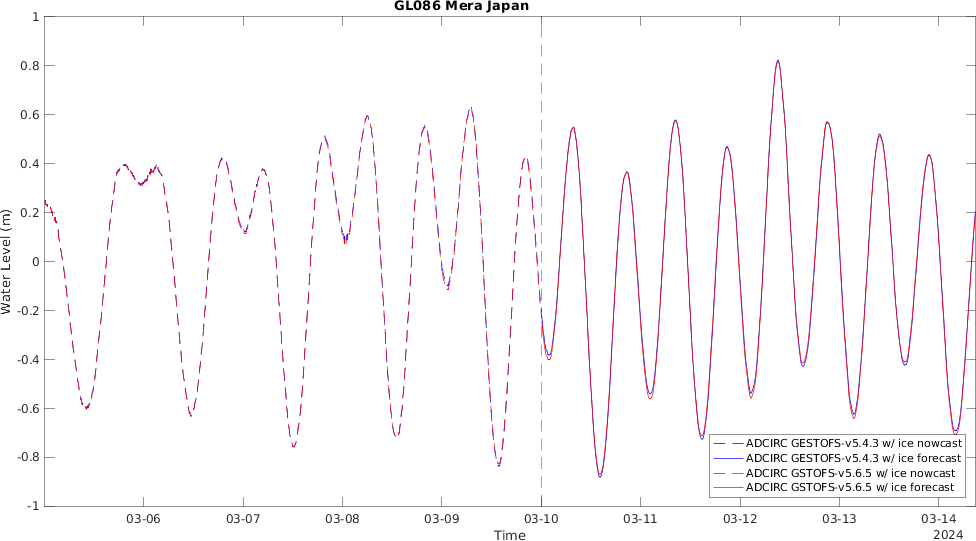 GL086 Mera Japan
1
0.8
0.6
0.4
0.2
0
-0.2
-0.4
-0.6
-0.8
-1
Water Level (m)
ADCIRC GESTOFS-v5.4.3 w/ ice nowcast
ADCIRC GESTOFS-v5.4.3 w/ ice forecast
ADCIRC GSTOFS-v5.6.5 w/ ice nowcast
ADCIRC GSTOFS-v5.6.5 w/ ice forecast
03-06 03-07 03-08 03-09 03-10 03-11 03-12 03-13 03-14
Time
2024